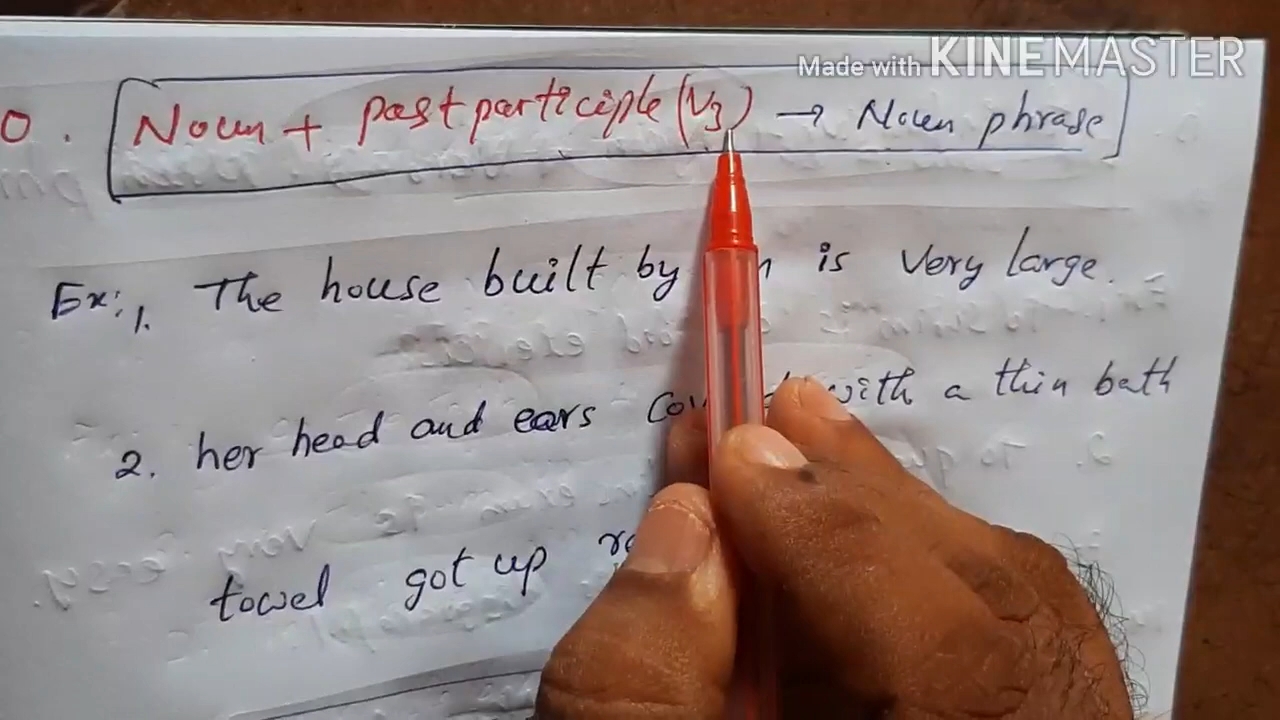 Made with KINEMASTER
0. Noun + past participle (V3) → Noun phrase
Ex: 1. The house built by is very large.
2. her head and ears with a thin bath
towel got up